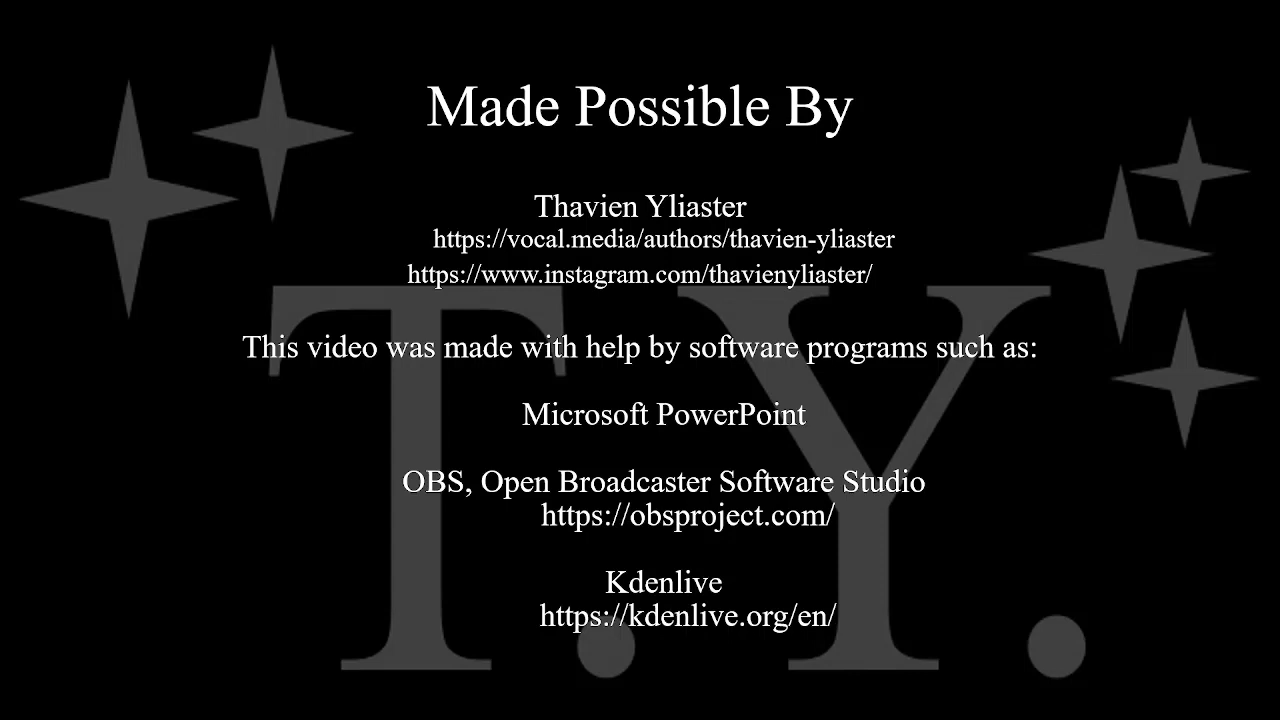 Made Possible By
Thavien Yliaster
https://vocal.media/authors/thavien-yliaster
https://www.instagram.com/thavienyliaster/
This video was made with help by software programs such as:
Microsoft PowerPoint
OBS, Open Broadcaster Software Studio
https://obsproject.com/
Kdenlive
https://kdenlive.org/en/
T.Y.